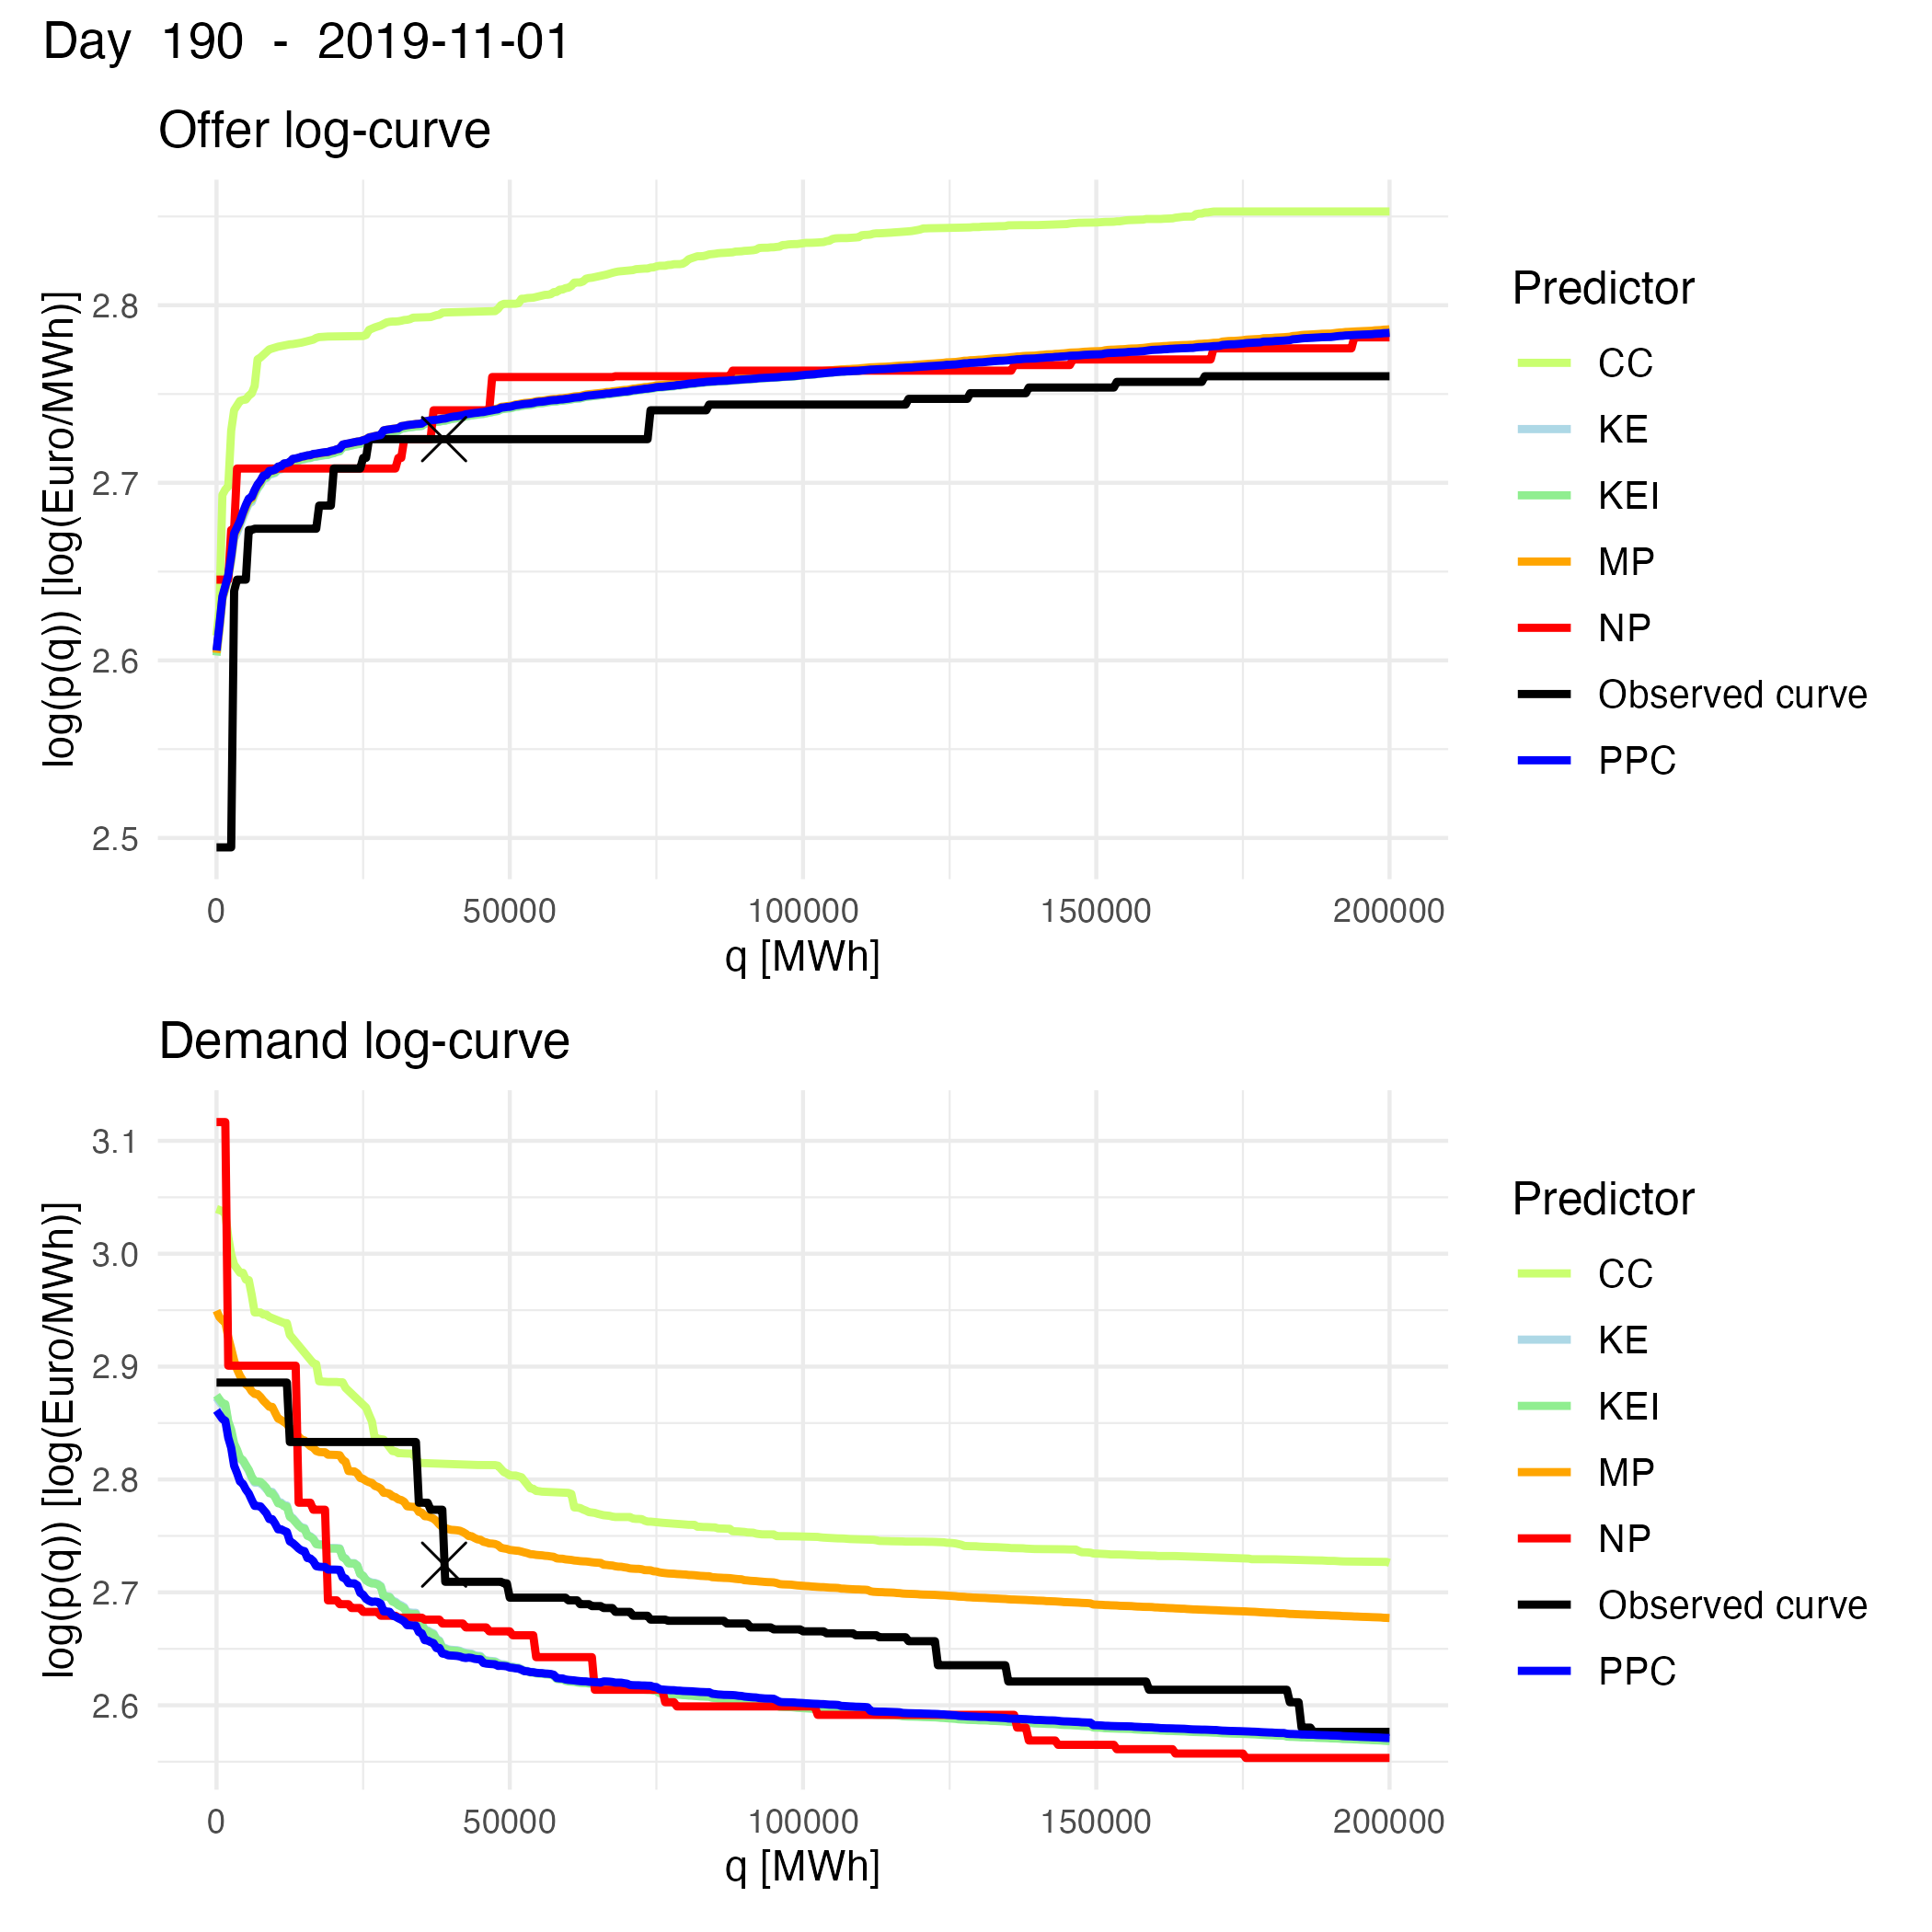 Day 190 - 2019-11-01
Offer log-curve
log(p(q)) [log(Euro/MWh)]
2.8
2.7
2.6
2.5
0 50000 100000 150000 200000
q [MWh]
Predictor
CC
KE
KEI
MP
NP
Observed curve
PPC
Demand log-curve
log(p(q)) [log(Euro/MWh)]
3.1
3.0
2.9
2.8
2.7
2.6
0 50000 100000 150000 200000
q [MWh]
Predictor
CC
KE
KEI
MP
NP
Observed curve
PPC